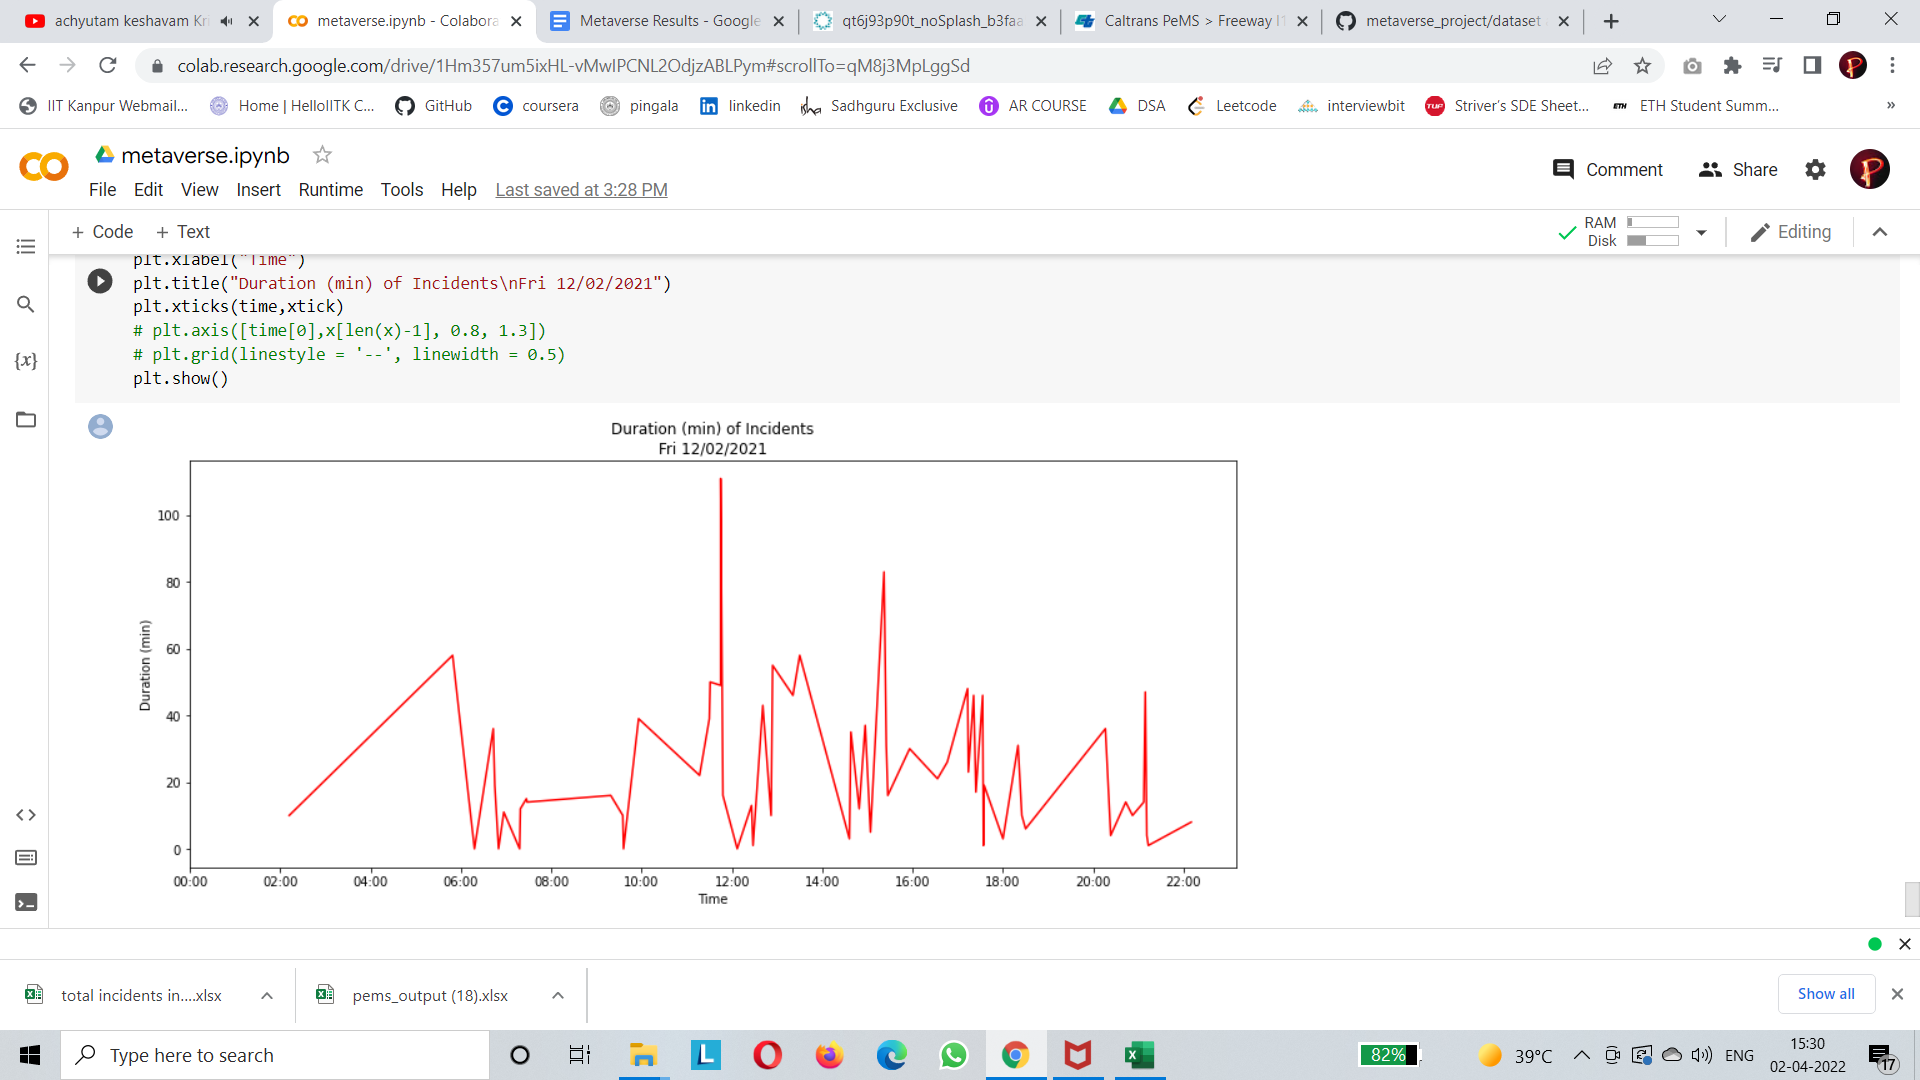 achyutam keshavam Kri
metaverse.ipynb - Colabora
Metaverse Results - Google
qt6j93p90t_noSplash_b3faa
Caltrans PeMS > Freeway I1
metaverse_project/dataset
colab.research.google.com/drive/1Hm357um5ixHL-vMwIPCNL2OdjzABLPym#scrollTo=qM8j3MpLggSd
IIT Kanpur Webmail... Home | HelloIITK C... GitHub coursera pingala linkedin Sadhguru Exclusive AR COURSE DSA Leetcode interviewbit Striver's SDE Sheet... ETH Student Summ... »
metaverse.ipynb
Comment Share
File Edit View Insert Runtime Tools Help Last saved at 3:28 PM
+ Code + Text
RAM
Disk
Editing
plt.xlabel("Time")
plt.title("Duration (min) of Incidents\nFri 12/02/2021")
plt.xticks(time,xtick)
# plt.axis([time[0],x[len(x)-1], 0.8, 1.3])
# plt.grid(linestyle = '--', linewidth = 0.5)
plt.show()
{x}
Duration (min) of Incidents
Fri 12/02/2021
Duration (min)
100
80
60
40
20
0
00:00 02:00 04:00 06:00 08:00 10:00 12:00 14:00 16:00 18:00 20:00 22:00
Time
total incidents in....xlsx
pems_output (18).xlsx
Show all
Type here to search
82%
39°C
ENG
15:30
02-04-2022
17